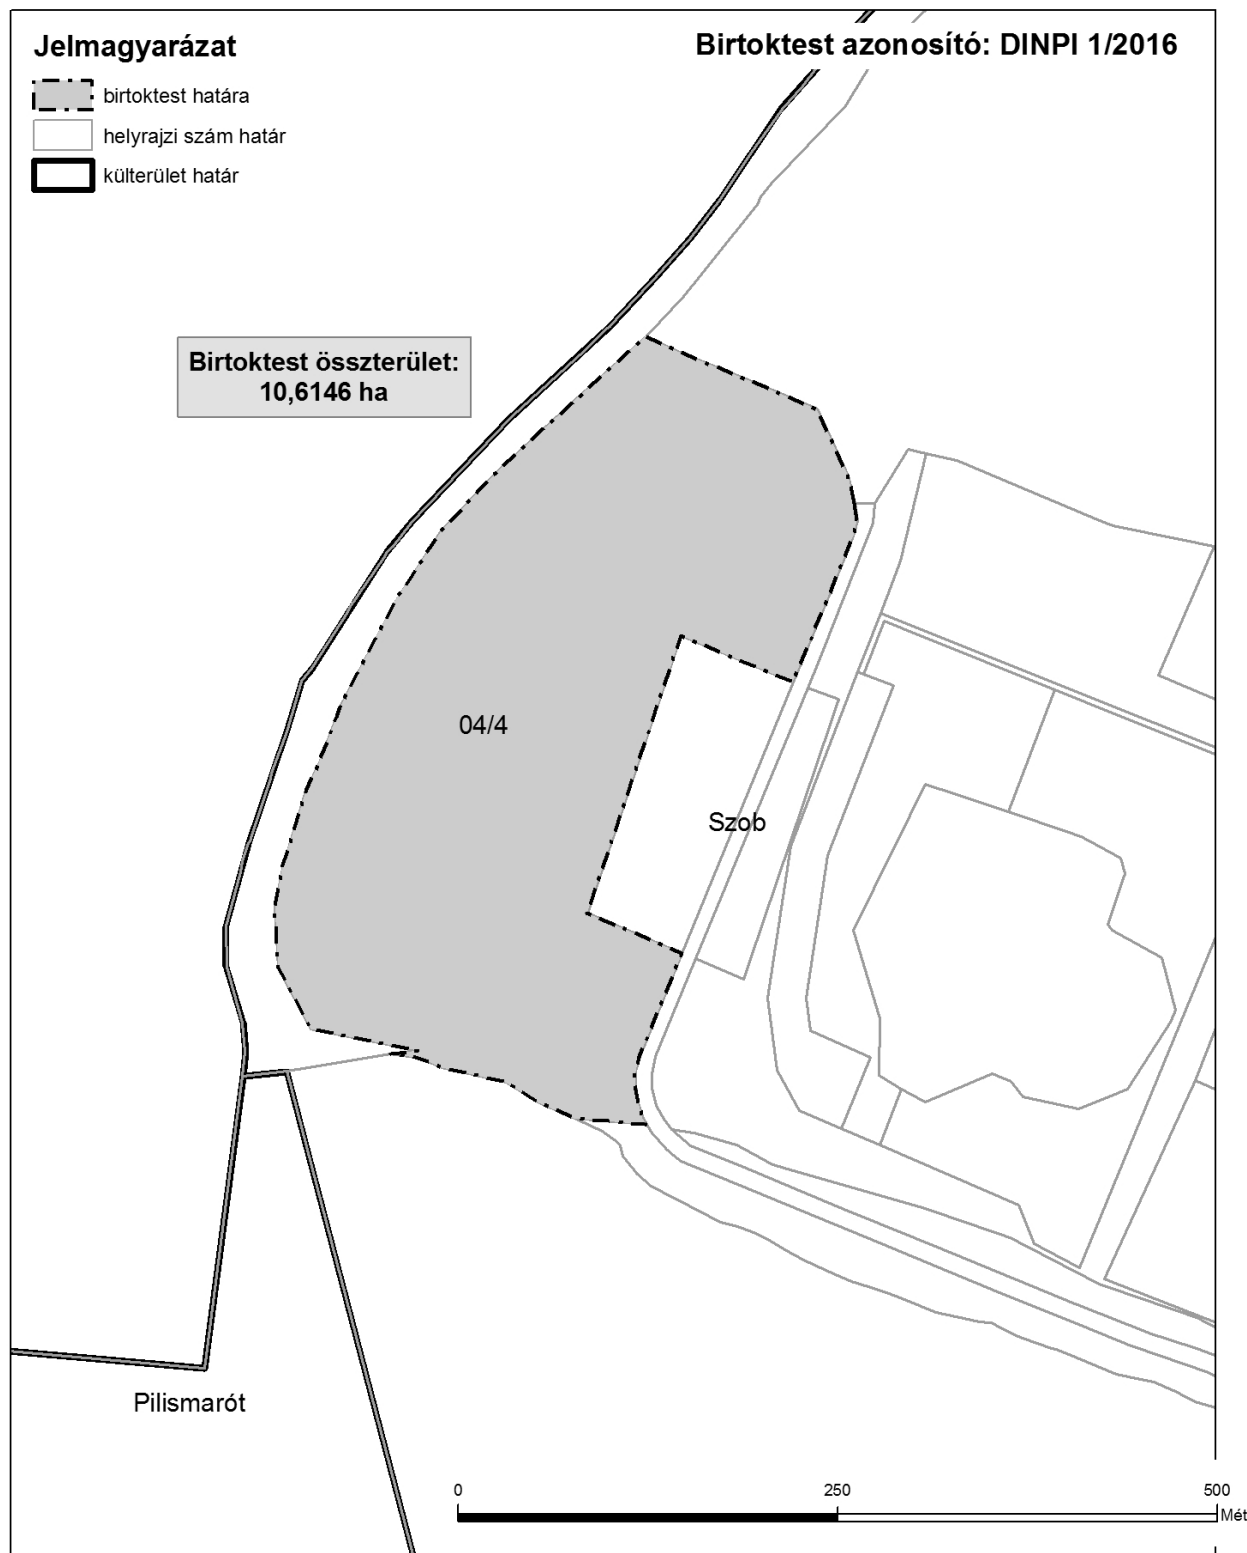 Jelmagyarázat
Birtoktest azonosító: DINPI 1/2016
birtoktest határa
helyrajzi szám határ
külterület határ
Birtoktest összterület:
10,6146 ha
04/4
Szob
Pilismarót
0 250 500
Mét